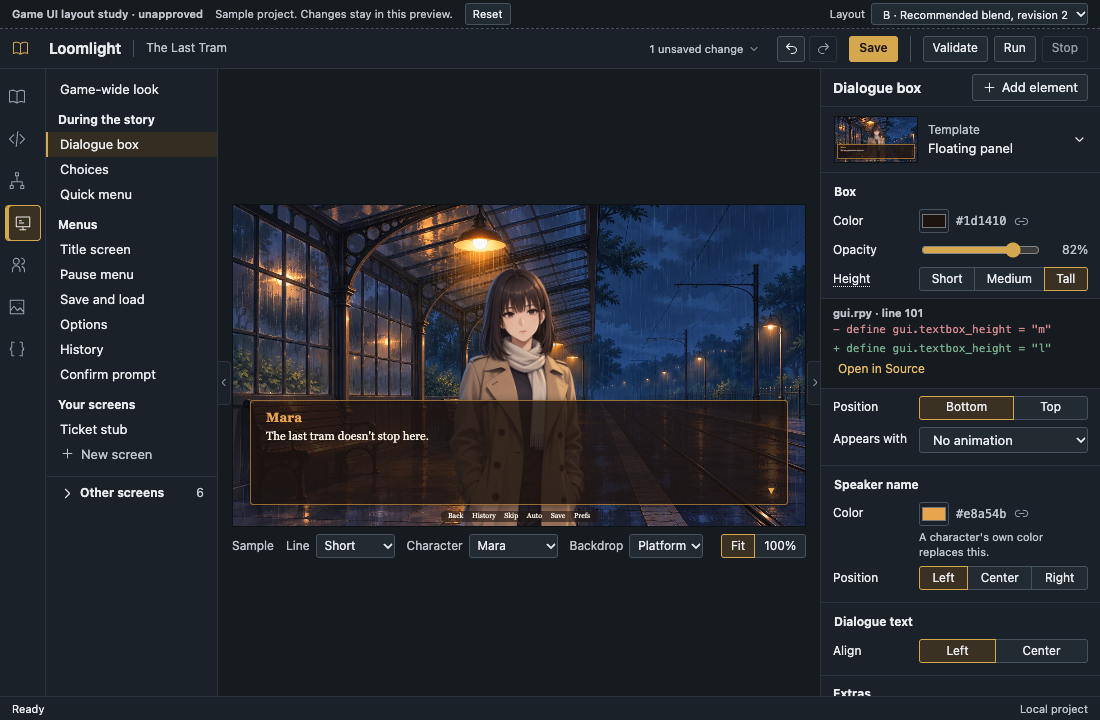 Game UI layout study · unapproved Sample project. Changes stay in this preview. Reset Layout B · Recommended blend, revision 2
Loomlight The Last Tram 1 unsaved change Save Validate Run Stop
Game-wide look
During the story
Dialogue box
Choices
Quick menu
Menus
Title screen
Pause menu
Save and load
Options
History
Confirm prompt
Your screens
Ticket stub
+ New screen
Other screens 6
Mara
The last tram doesn't stop here.
Back History Skip Auto Save Prefs
Sample Line Short Character Mara Backdrop Platform Fit 100%
Dialogue box + Add element
Template
Floating panel
Box
Color #1d1410
Opacity 82%
Height Short Medium Tall
gui.rpy · line 101
− define gui.textbox_height = "m"
+ define gui.textbox_height = "l"
Open in Source
Position Bottom Top
Appears with No animation
Speaker name
Color #e8a54b
A character's own color
replaces this.
Position Left Center Right
Dialogue text
Align Left Center
Extras
Ready Local project